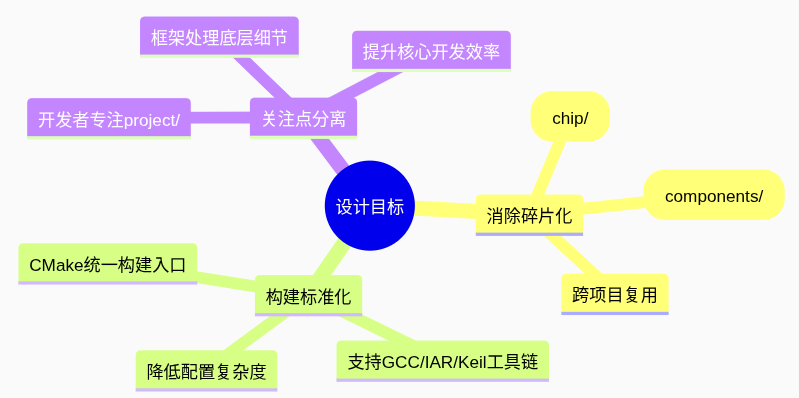 框架处理底层细节
提升核心开发效率
开发者专注project/
关注点分离
chip/
components/
设计目标
消除碎片化
CMake统一构建入口
构建标准化
跨项目复用
降低配置复杂度
支持GCC/IAR/Keil工具链